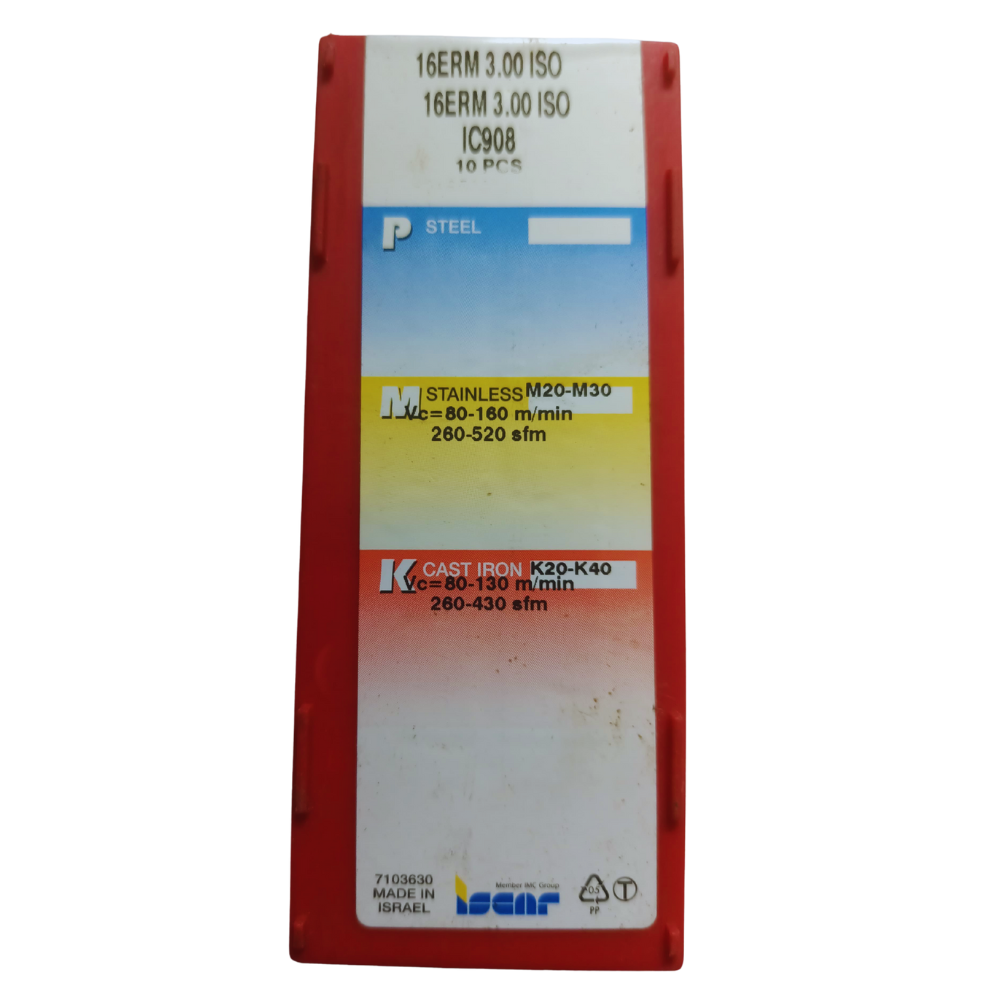 16ERM 3.00 ISO
16ERM 3.00 ISO
IC908
10 PCS
P STEEL
M STAINLESS M20-M30
Vc=80-160 m/min
260-520 sfm
K CAST IRON K20-K40
Vc=80-130 m/min
260-430 sfm
7103630
MADE IN
ISRAEL
Member IMC Group
iscar
05
PP
T